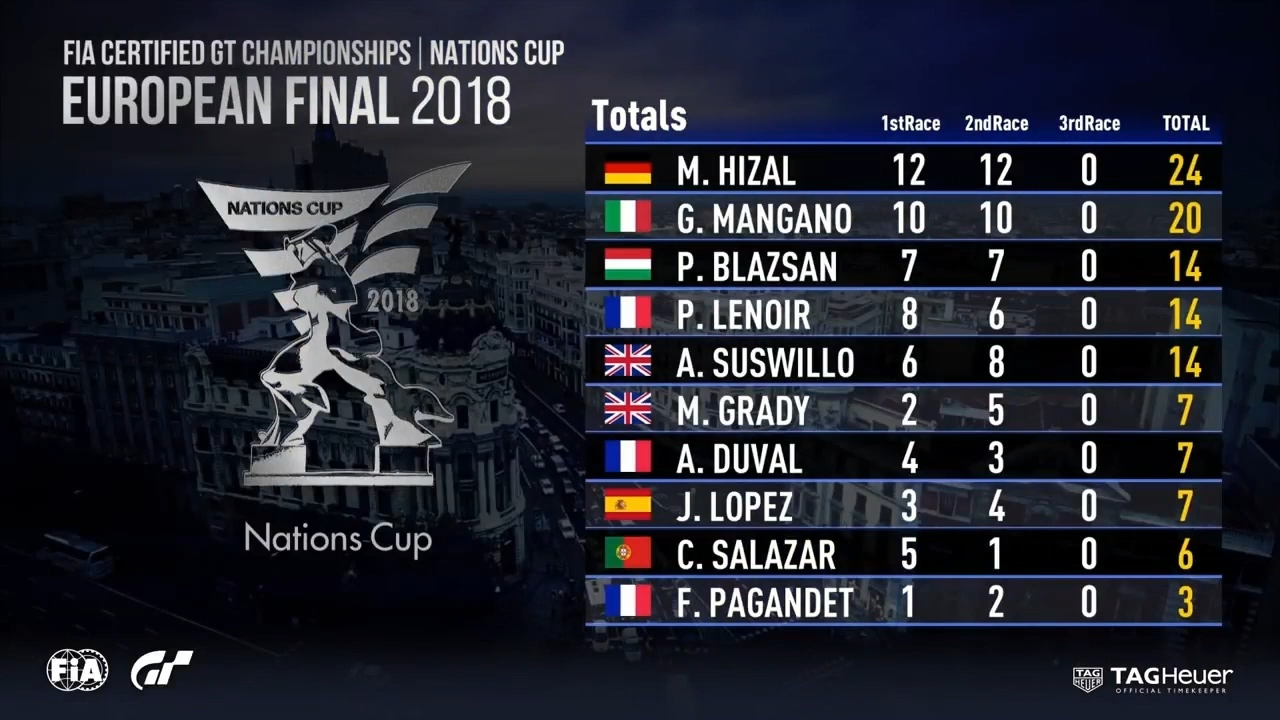 FIA CERTIFIED GT CHAMPIONSHIPS | NATIONS CUP
EUROPEAN FINAL 2018
NATIONS CUP
2018
Nations Cup
Totals 1stRace 2ndRace 3rdRace TOTAL
M. HIZAL 12 12 0 24
G. MANGANO 10 10 0 20
P. BLAZSAN 7 7 0 14
P. LENOIR 8 6 0 14
A. SUSWILLO 6 8 0 14
M. GRADY 2 5 0 7
A. DUVAL 4 3 0 7
J. LOPEZ 3 4 0 7
C. SALAZAR 5 1 0 6
F. PAGANDET 1 2 0 3
FIA GT
TAG HEUER TAGHeuer
OFFICIAL TIMEKEEPER